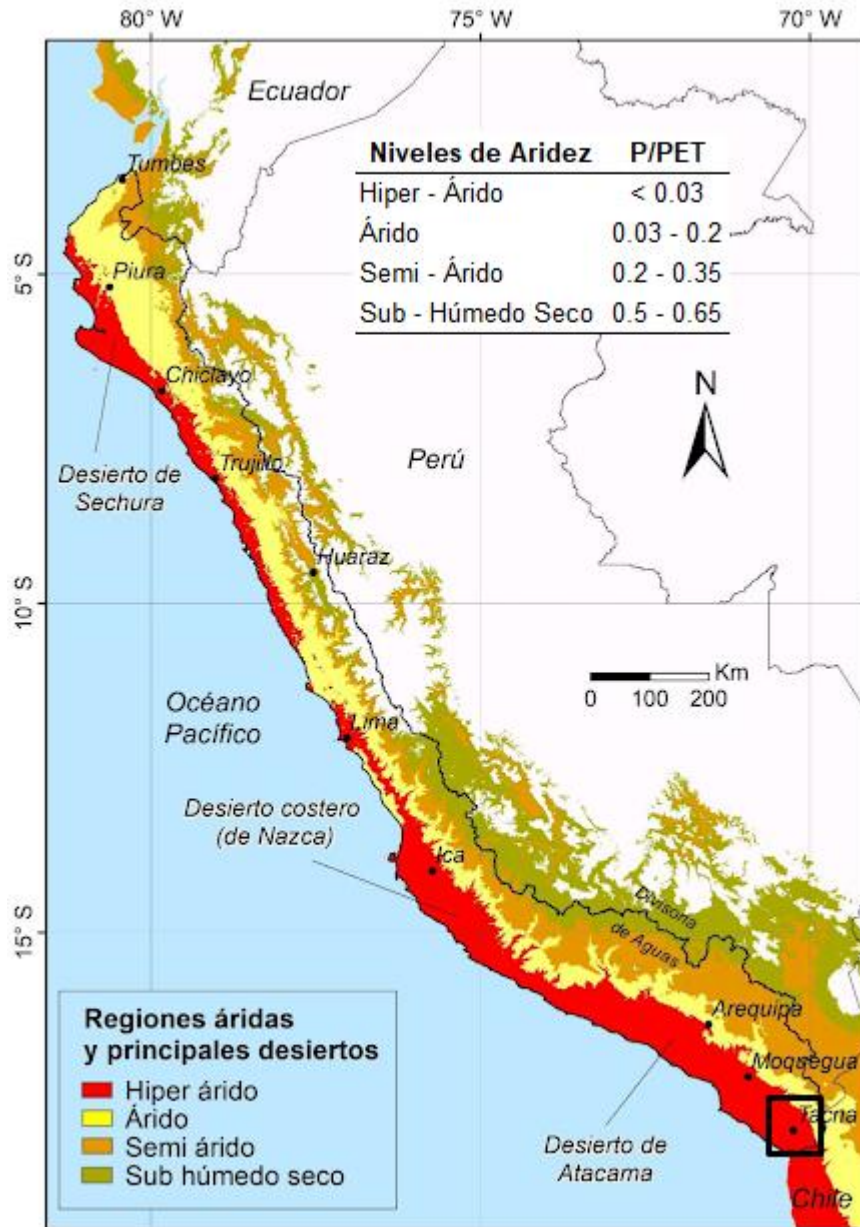 80° W 75° W 70° W
Ecuador
Niveles de Aridez P/PET
Hiper - Árido < 0.03
Árido 0.03 - 0.2
Semi - Árido 0.2 - 0.35
Sub - Húmedo Seco 0.5 - 0.65
Tumbes
5° S
Piura
Chiclayo
N
Desierto de
Sechura
Trujillo
Perú
Huaraz
10° S
Km
0 100 200
Océano
Pacífico
Lima
Desierto costero
(de Nazca)
Ica
15° S
Divisoria
de Aguas
Arequipa
Moquegua
Tacna
Desierto de
Atacama
Chile
Regiones áridas
y principales desiertos
Hiper árido
Árido
Semi árido
Sub húmedo seco